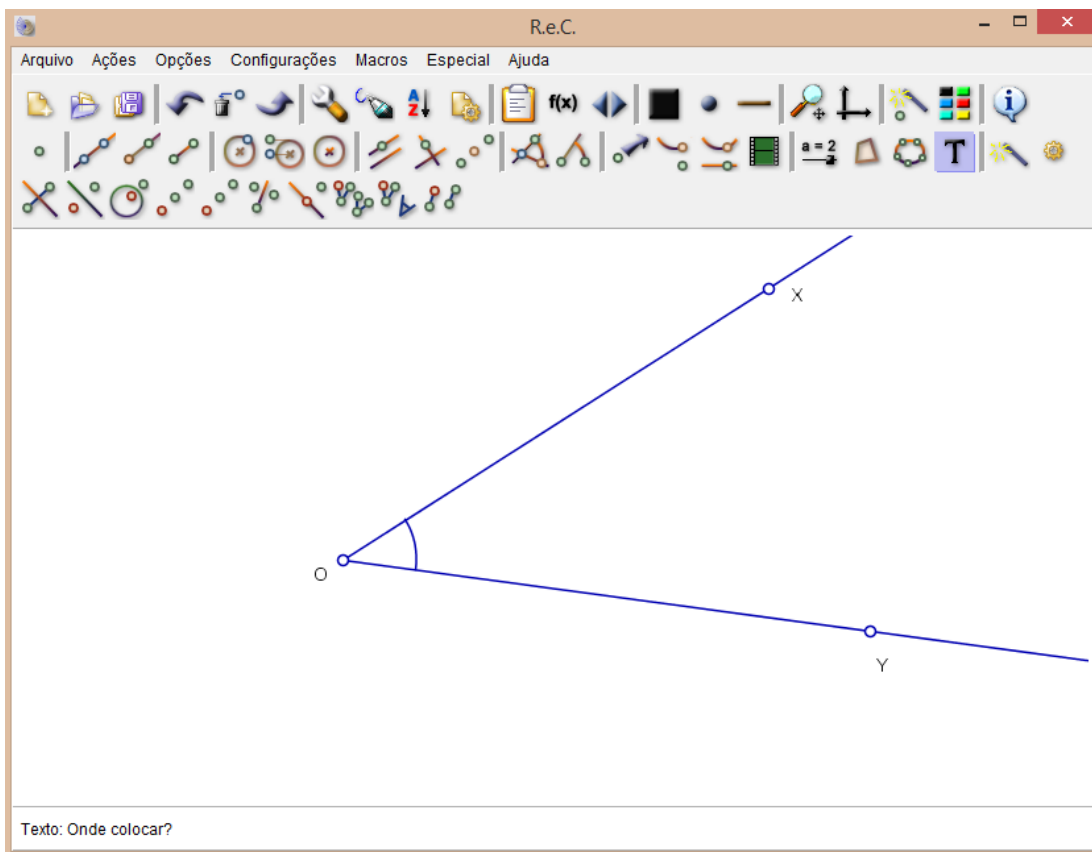 R.e.C.
Arquivo Ações Opções Configurações Macros Especial Ajuda
A
Z
f(x)
a = 2
T
X
O
Y
Texto: Onde colocar?